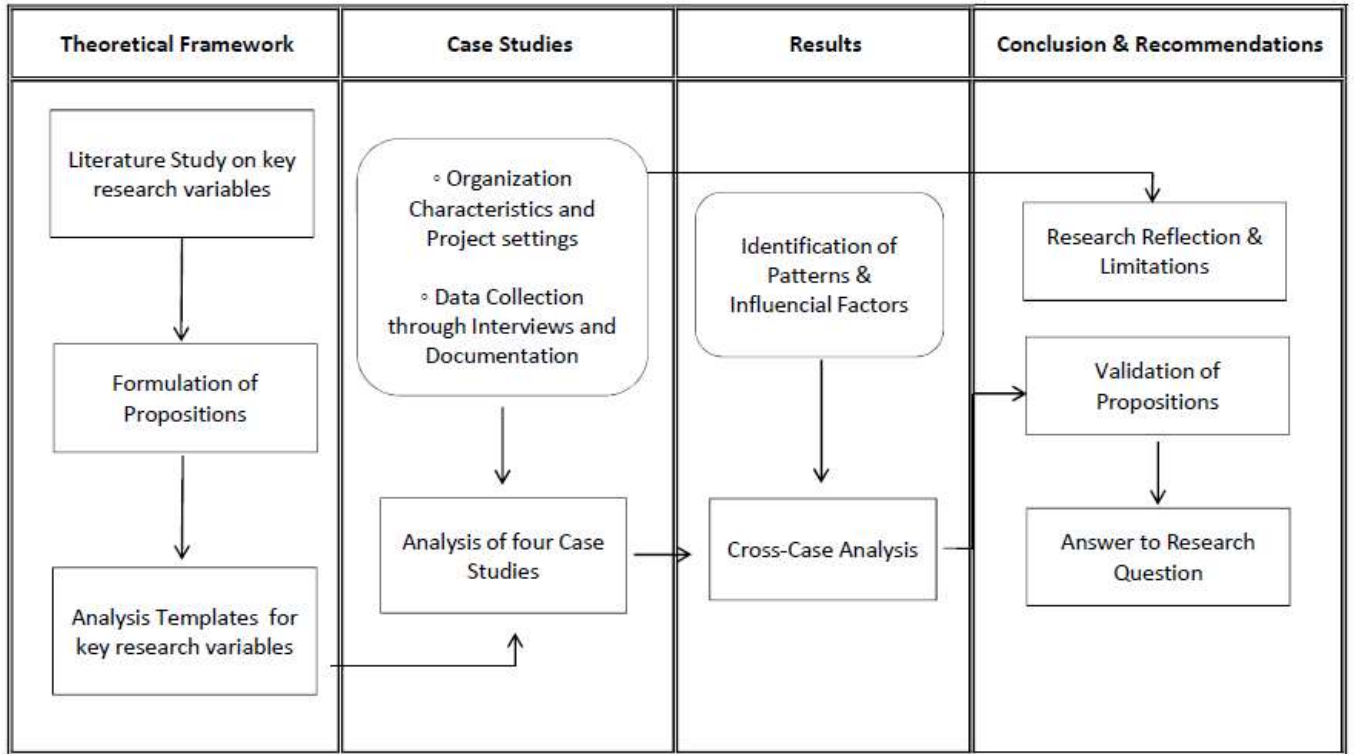 Theoretical Framework
Case Studies
Results
Conclusion & Recommendations
Literature Study on key
research variables
Formulation of
Propositions
Analysis Templates for
key research variables
◦ Organization
Characteristics and
Project settings
◦ Data Collection
through Interviews and
Documentation
Analysis of four Case
Studies
Identification of
Patterns &
Influencial Factors
Cross-Case Analysis
Research Reflection &
Limitations
Validation of
Propositions
Answer to Research
Question